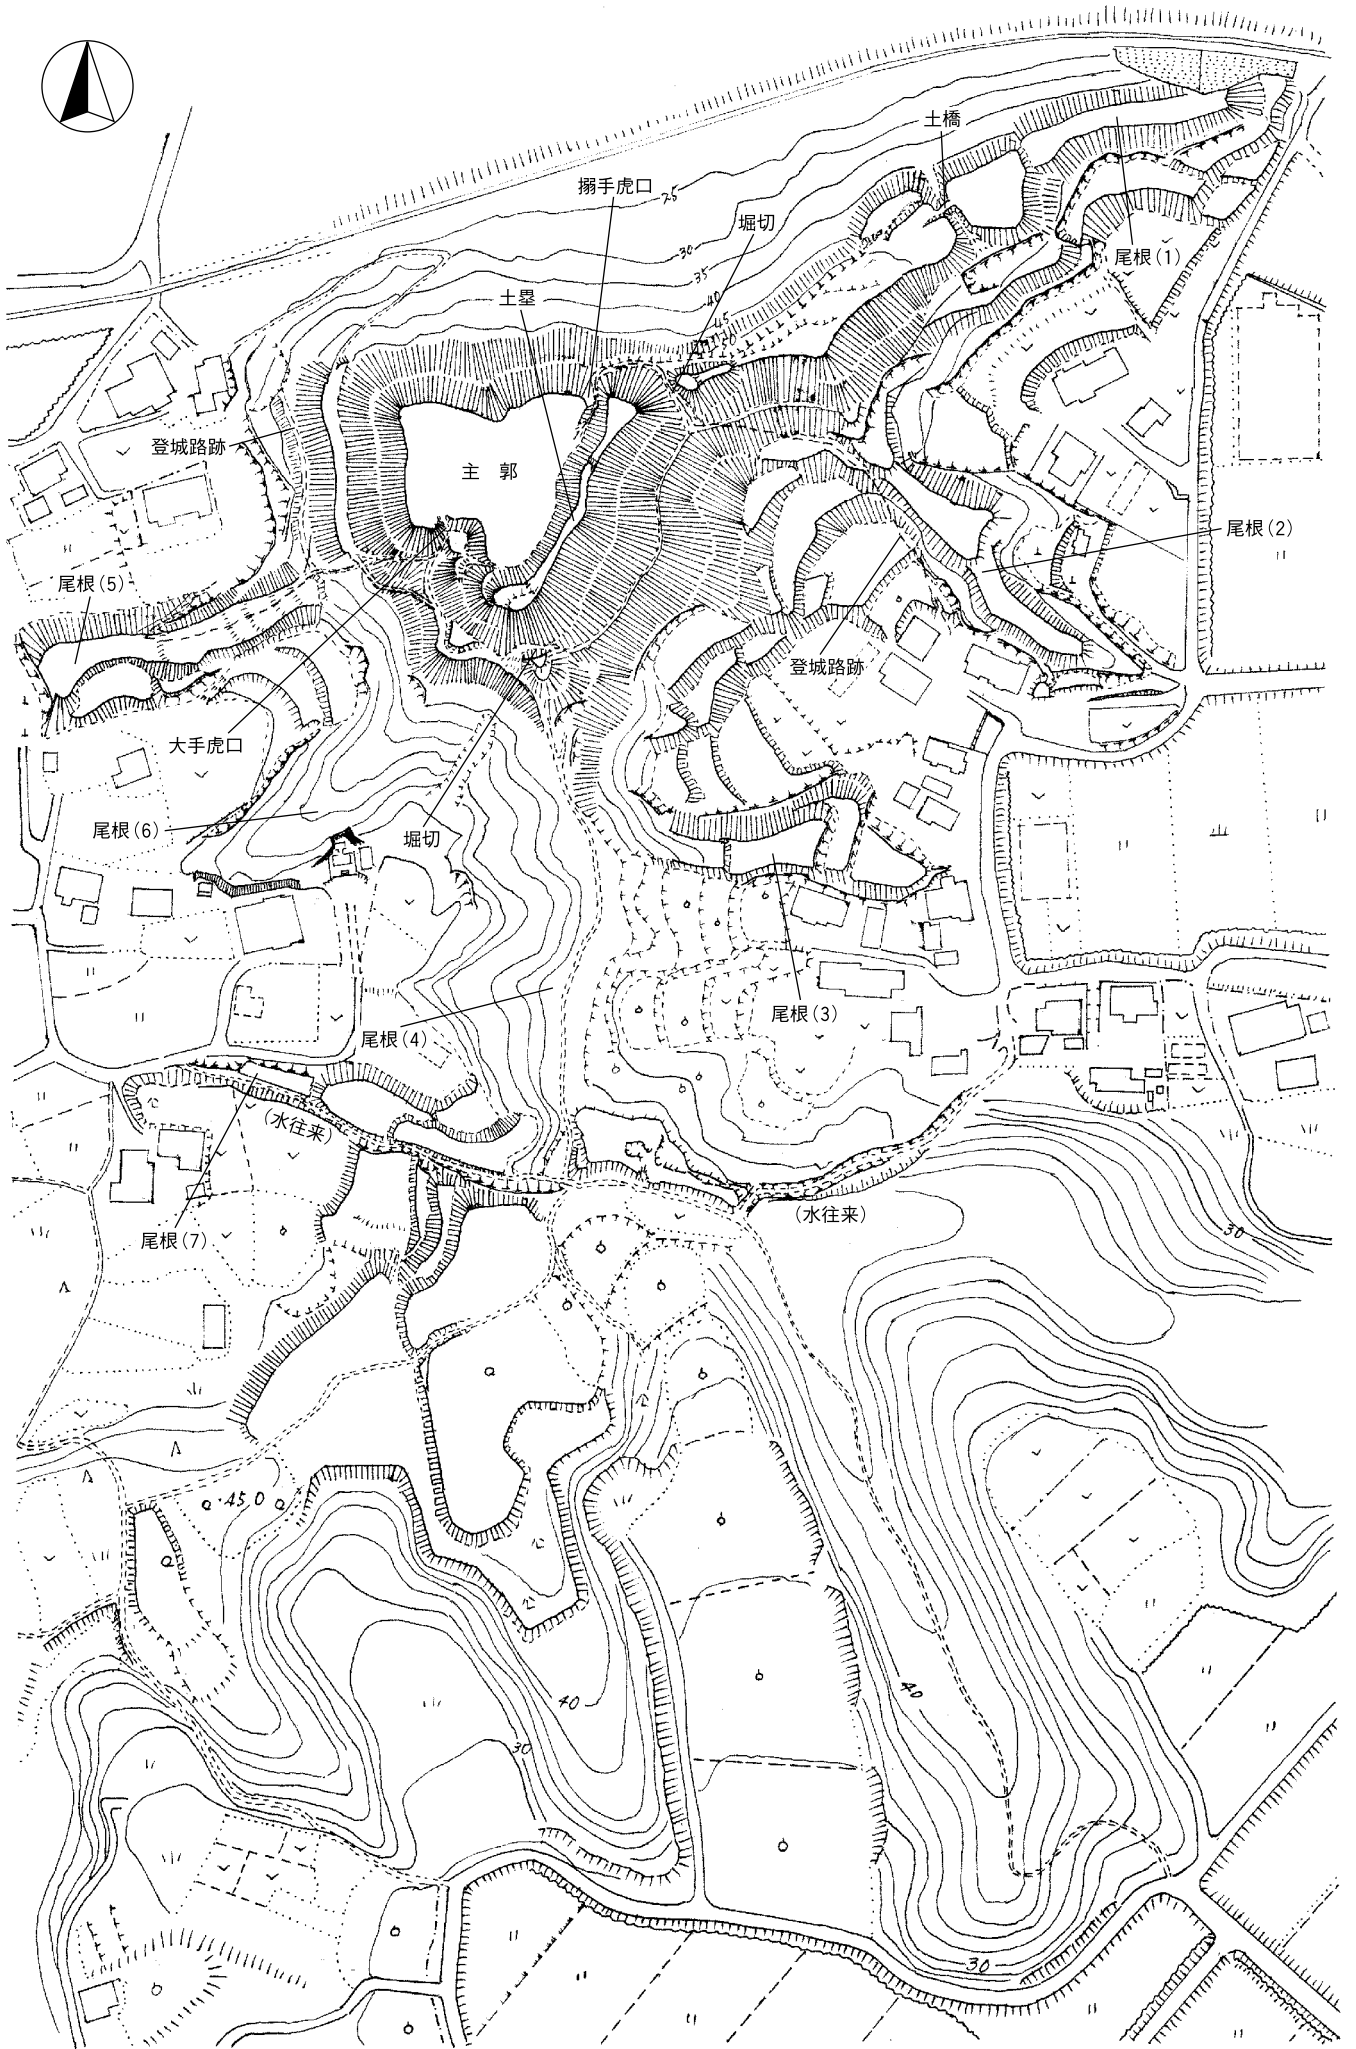 土橋
搦手虎口
25
堀切
30
尾根(1)
35
土塁
40
45
50
登城路跡
主 郭
尾根(2)
尾根(5)
登城路跡
大手虎口
尾根(6)
堀切
尾根(3)
尾根(4)
(水往来)
(水往来)
尾根(7)
30
45.0
40
40
30
30